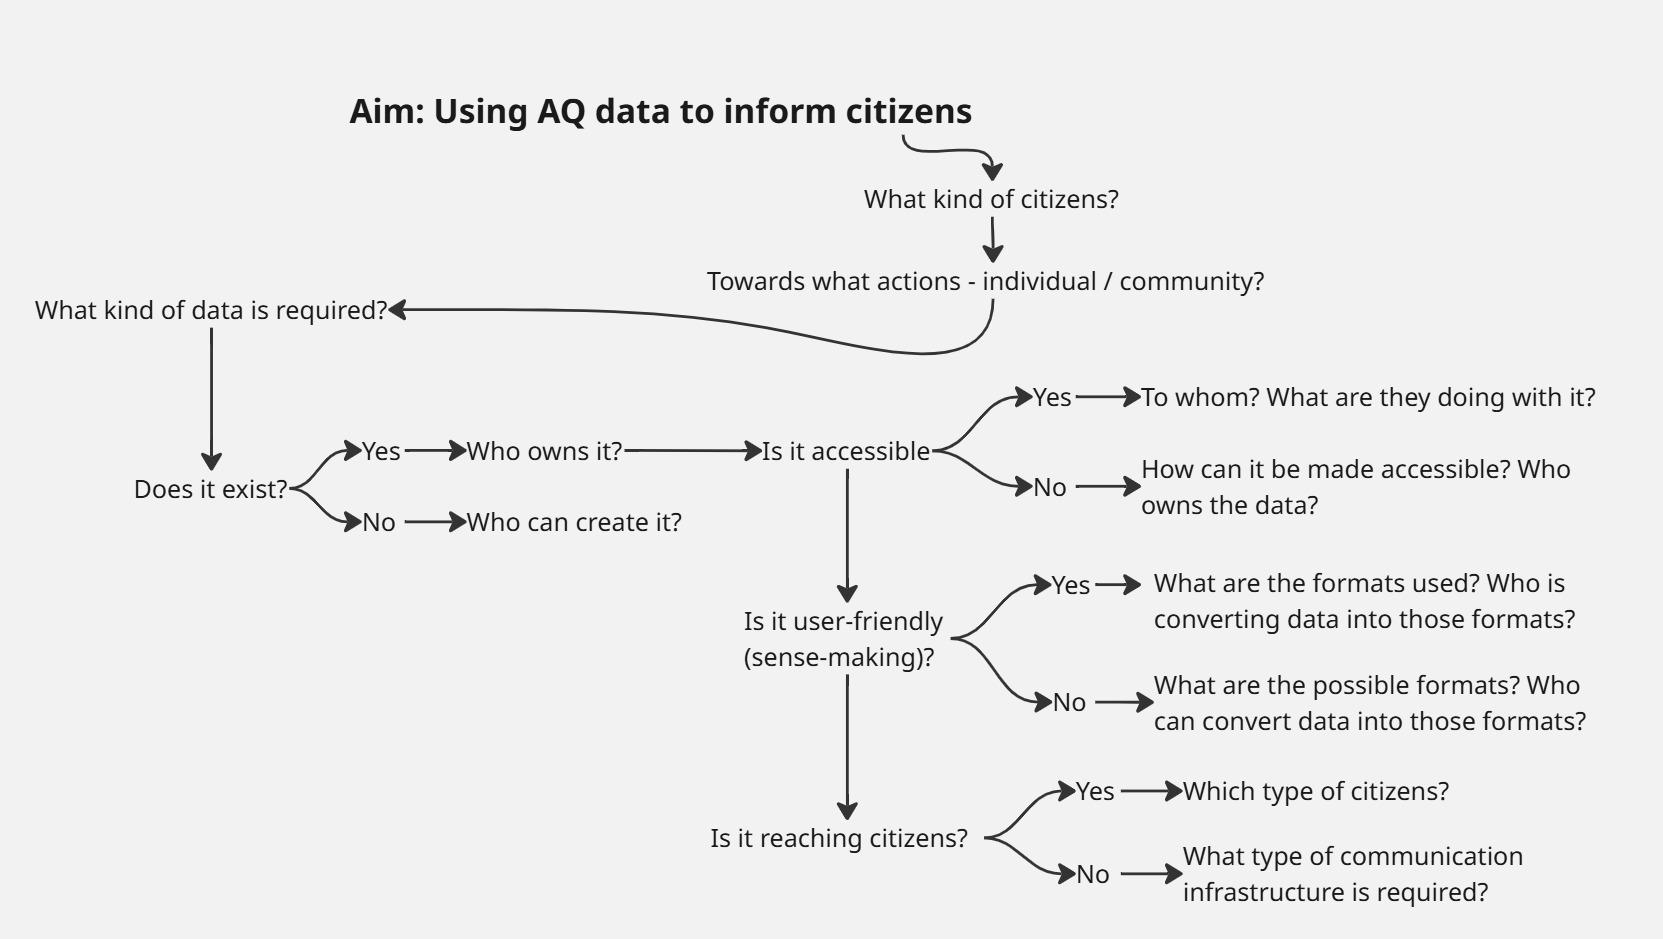 Aim: Using AQ data to inform citizens
What kind of citizens?
Towards what actions - individual / community?
What kind of data is required?
Does it exist?
Yes
Who owns it?
No
Who can create it?
Is it accessible
Yes
To whom? What are they doing with it?
No
How can it be made accessible? Who
owns the data?
Is it user-friendly
(sense-making)?
Yes
What are the formats used? Who is
converting data into those formats?
No
What are the possible formats? Who
can convert data into those formats?
Is it reaching citizens?
Yes
Which type of citizens?
No
What type of communication
infrastructure is required?